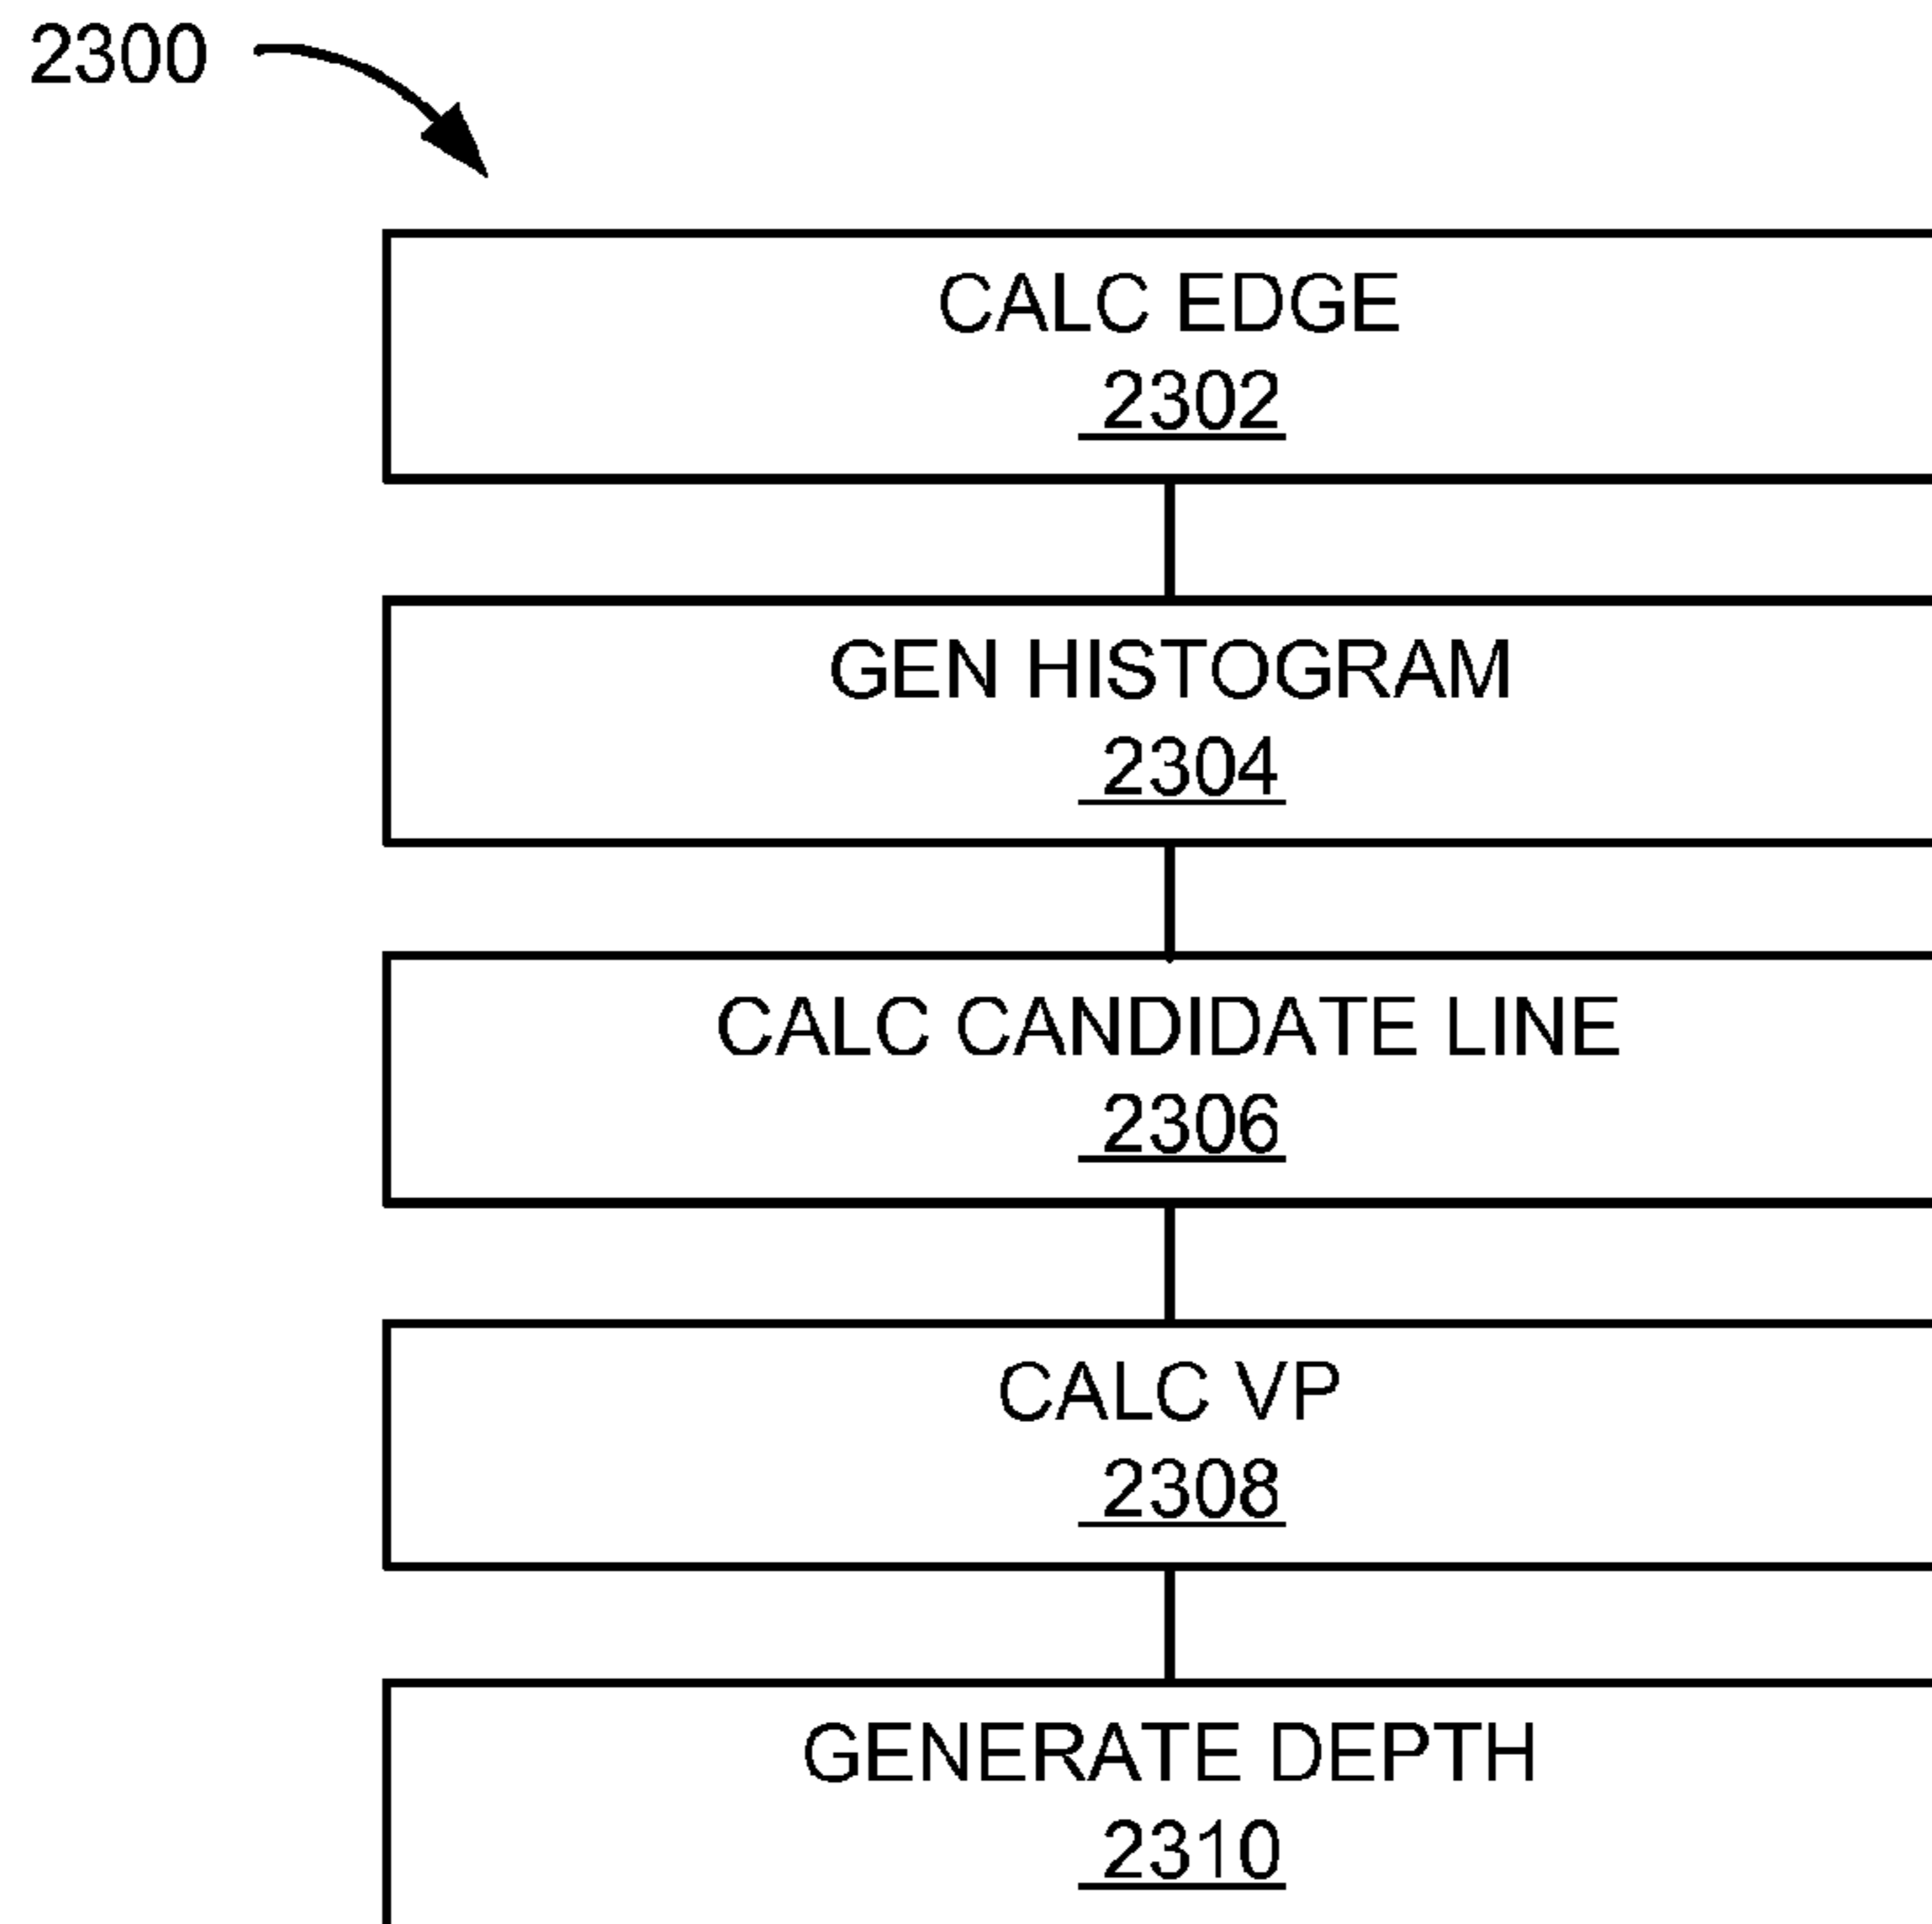 2300
CALC EDGE
2302
GEN HISTOGRAM
2304
CALC CANDIDATE LINE
2306
CALC VP
2308
GENERATE DEPTH
2310